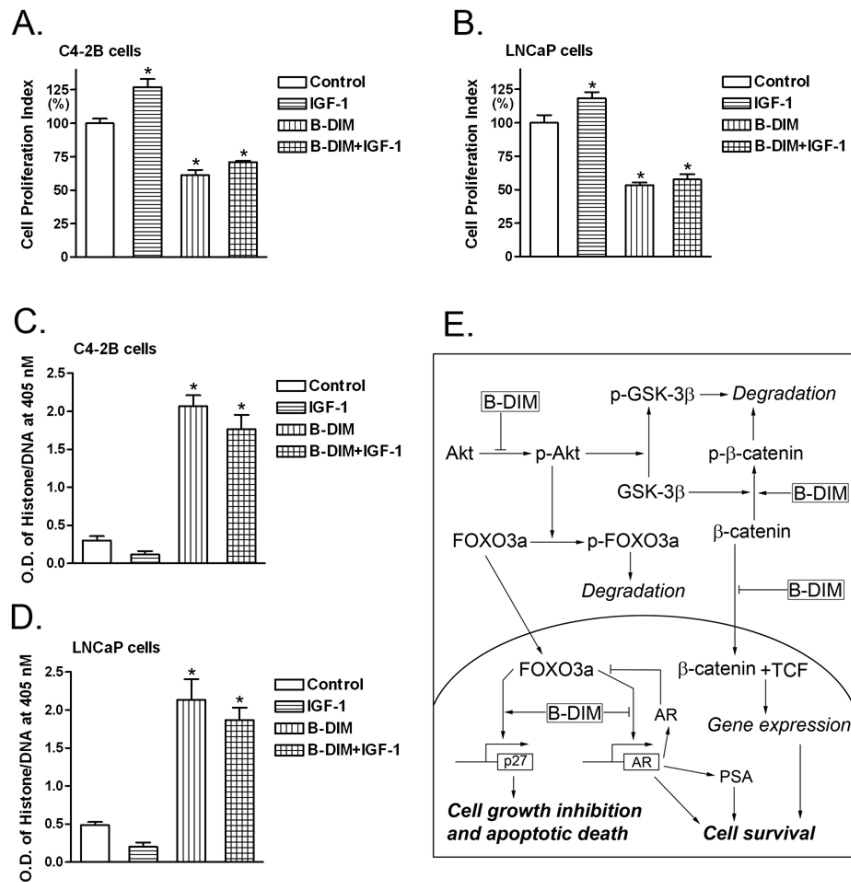 A.
C4-2B cells
Cell Proliferation Index
(%)
125
100
75
50
25
0
*
*
*
Control
IGF-1
B-DIM
B-DIM+IGF-1
B.
LNCaP cells
Cell Proliferation Index
(%)
125
100
75
50
25
0
*
*
*
Control
IGF-1
B-DIM
B-DIM+IGF-1
C.
C4-2B cells
O.D. of Histone/DNA at 405 nM
2.5
2.0
1.5
1.0
0.5
0.0
*
*
Control
IGF-1
B-DIM
B-DIM+IGF-1
D.
LNCaP cells
O.D. of Histone/DNA at 405 nM
2.5
2.0
1.5
1.0
0.5
0.0
*
*
Control
IGF-1
B-DIM
B-DIM+IGF-1
E.
p-GSK-3β Degradation
B-DIM
Akt p-Akt p-β-catenin
GSK-3β B-DIM
β-catenin
FOXO3a p-FOXO3a
Degradation B-DIM
FOXO3a β-catenin +TCF
B-DIM AR Gene expression
p27 AR
PSA
Cell growth inhibition
and apoptotic death Cell survival